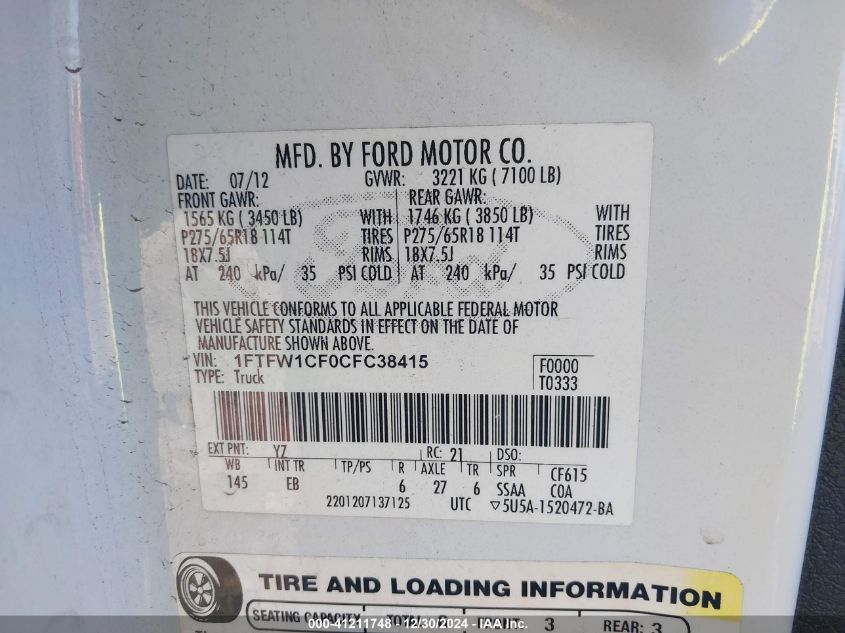 MFD. BY FORD MOTOR CO.
DATE: 07/12 GVWR: 3221 KG ( 7100 LB)
FRONT GAWR: REAR GAWR:
1565 KG ( 3450 LB) WITH 1746 KG ( 3850 LB) WITH
P275/65R18 114T TIRES P275/65R18 114T TIRES
18X7.5J RIMS 18X7.5J RIMS
AT 240 kPa/ 35 PSI COLD AT 240 kPa/ 35 PSI COLD
THIS VEHICLE CONFORMS TO ALL APPLICABLE FEDERAL MOTOR
VEHICLE SAFETY STANDARDS IN EFFECT ON THE DATE OF
MANUFACTURE SHOWN ABOVE.
VIN: 1FTFW1CF0CFC38415 F0000
TYPE: Truck T0333
EXT PNT: YZ RC: 21 DSO:
WB INT TR TP/PS R AXLE TR SPR CF615
145 EB 6 27 6 SSAA COA
2201207137125 UTC ▽5U5A-1520472-BA
TIRE AND LOADING INFORMATION
SEATING CAPACITY 3 REAR: 3
000-41211748 - 12/30/2024 - IAA Inc.